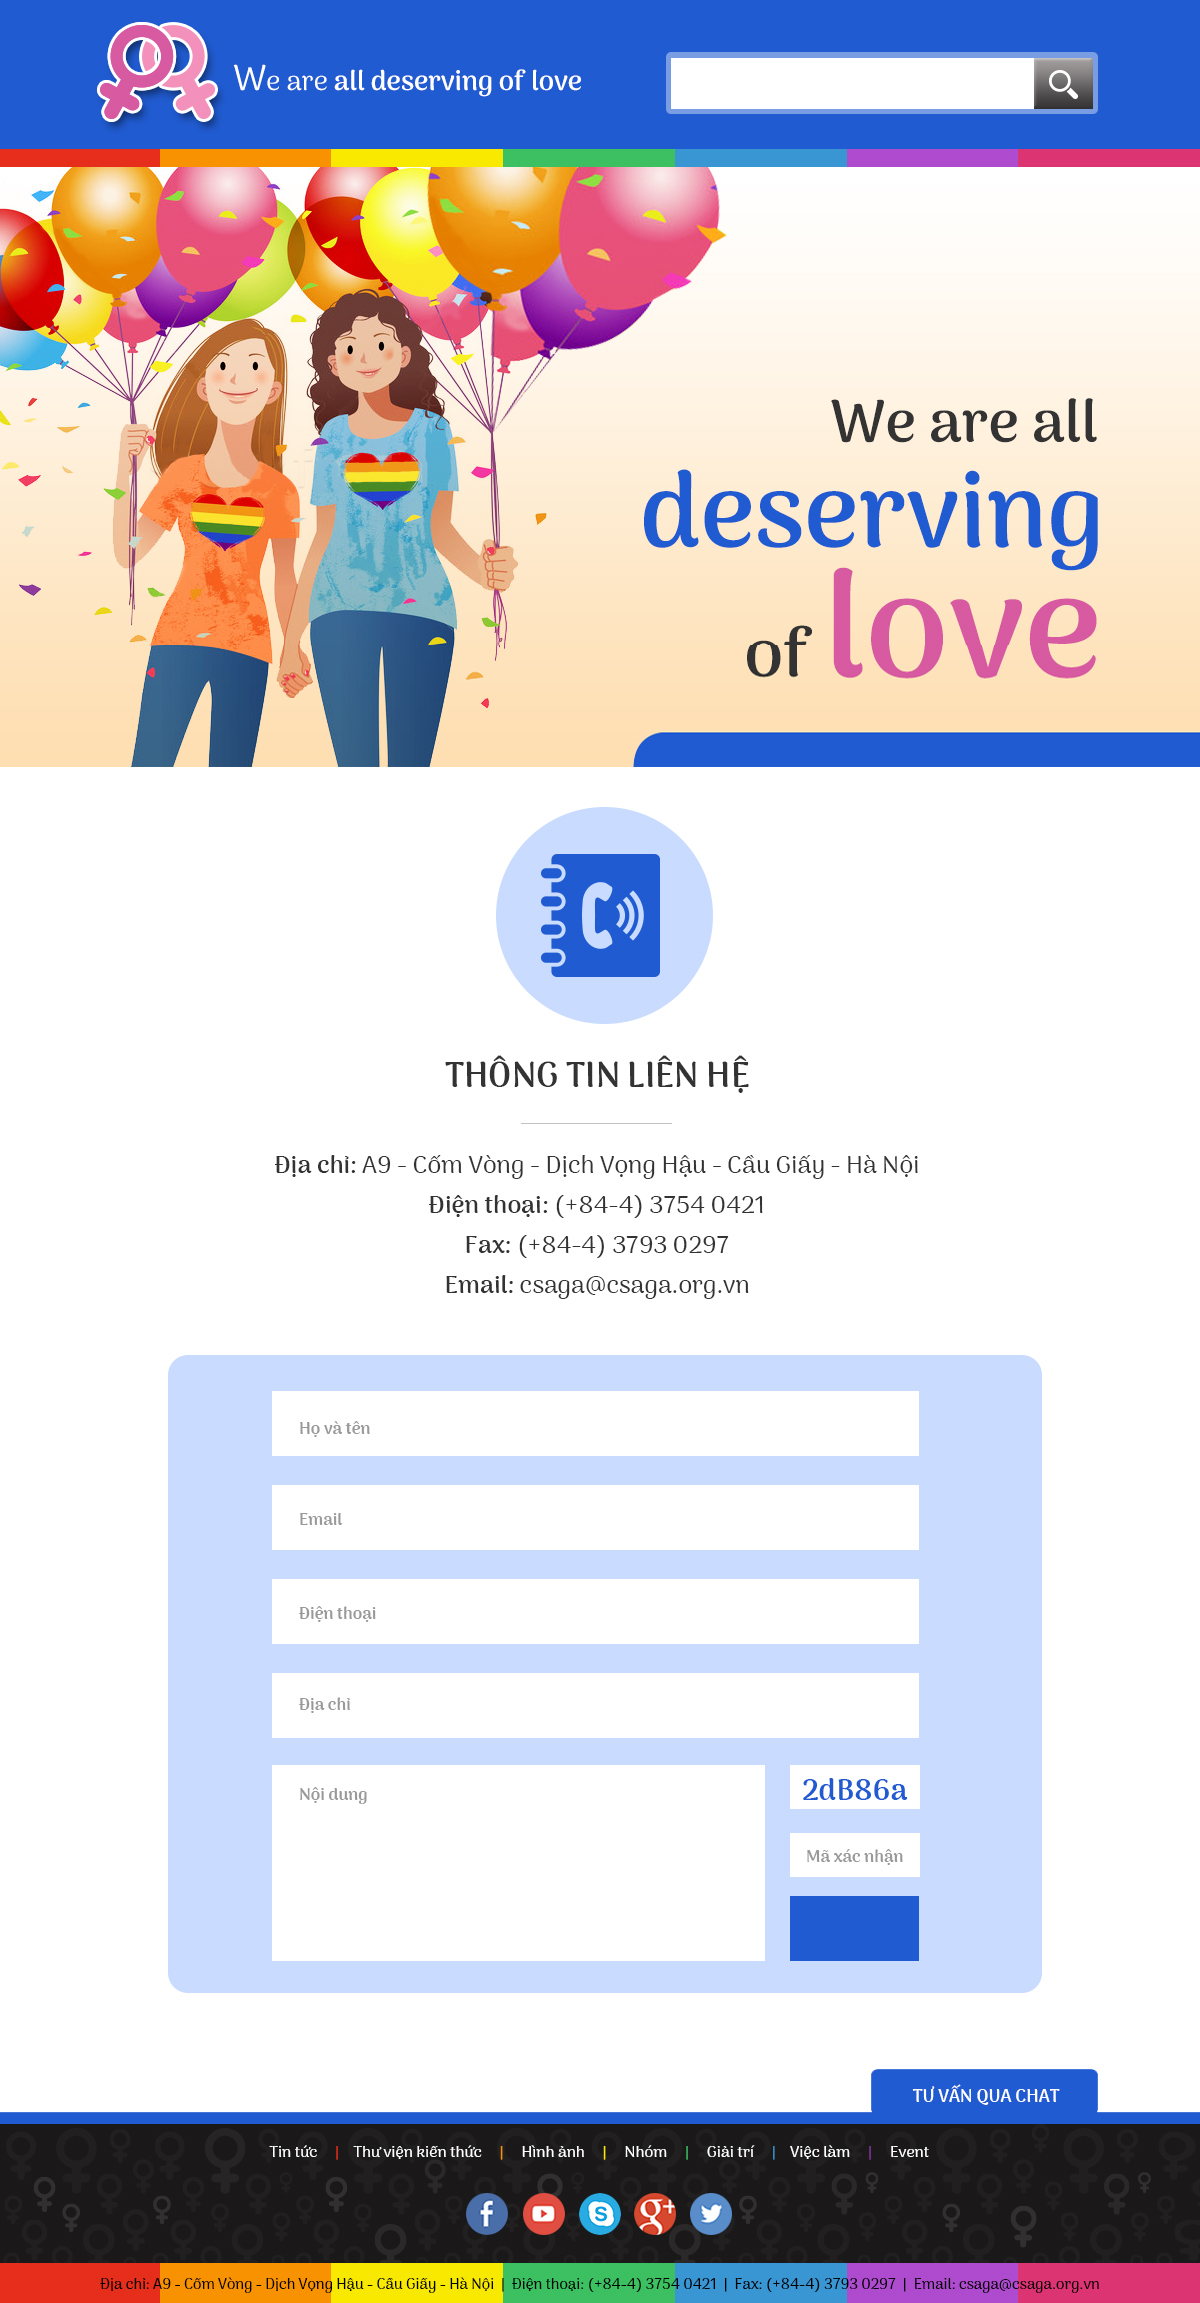 We are all deserving of love
We are all
deserving
of love
THÔNG TIN LIÊN HỆ
Địa chỉ: A9 - Cốm Vòng - Dịch Vọng Hậu - Cầu Giấy - Hà Nội
Điện thoại: (+84-4) 3754 0421
Fax: (+84-4) 3793 0297
Email: csaga@csaga.org.vn
Họ và tên
Email
Điện thoại
Địa chỉ
Nội dung
2dB86a
Mã xác nhận
TƯ VẤN QUA CHAT
Tin tức | Thư viện kiến thức | Hình ảnh | Nhóm | Giải trí | Việc làm | Event
Địa chỉ: A9 - Cốm Vòng - Dịch Vọng Hậu - Cầu Giấy - Hà Nội | Điện thoại: (+84-4) 3754 0421 | Fax: (+84-4) 3793 0297 | Email: csaga@csaga.org.vn